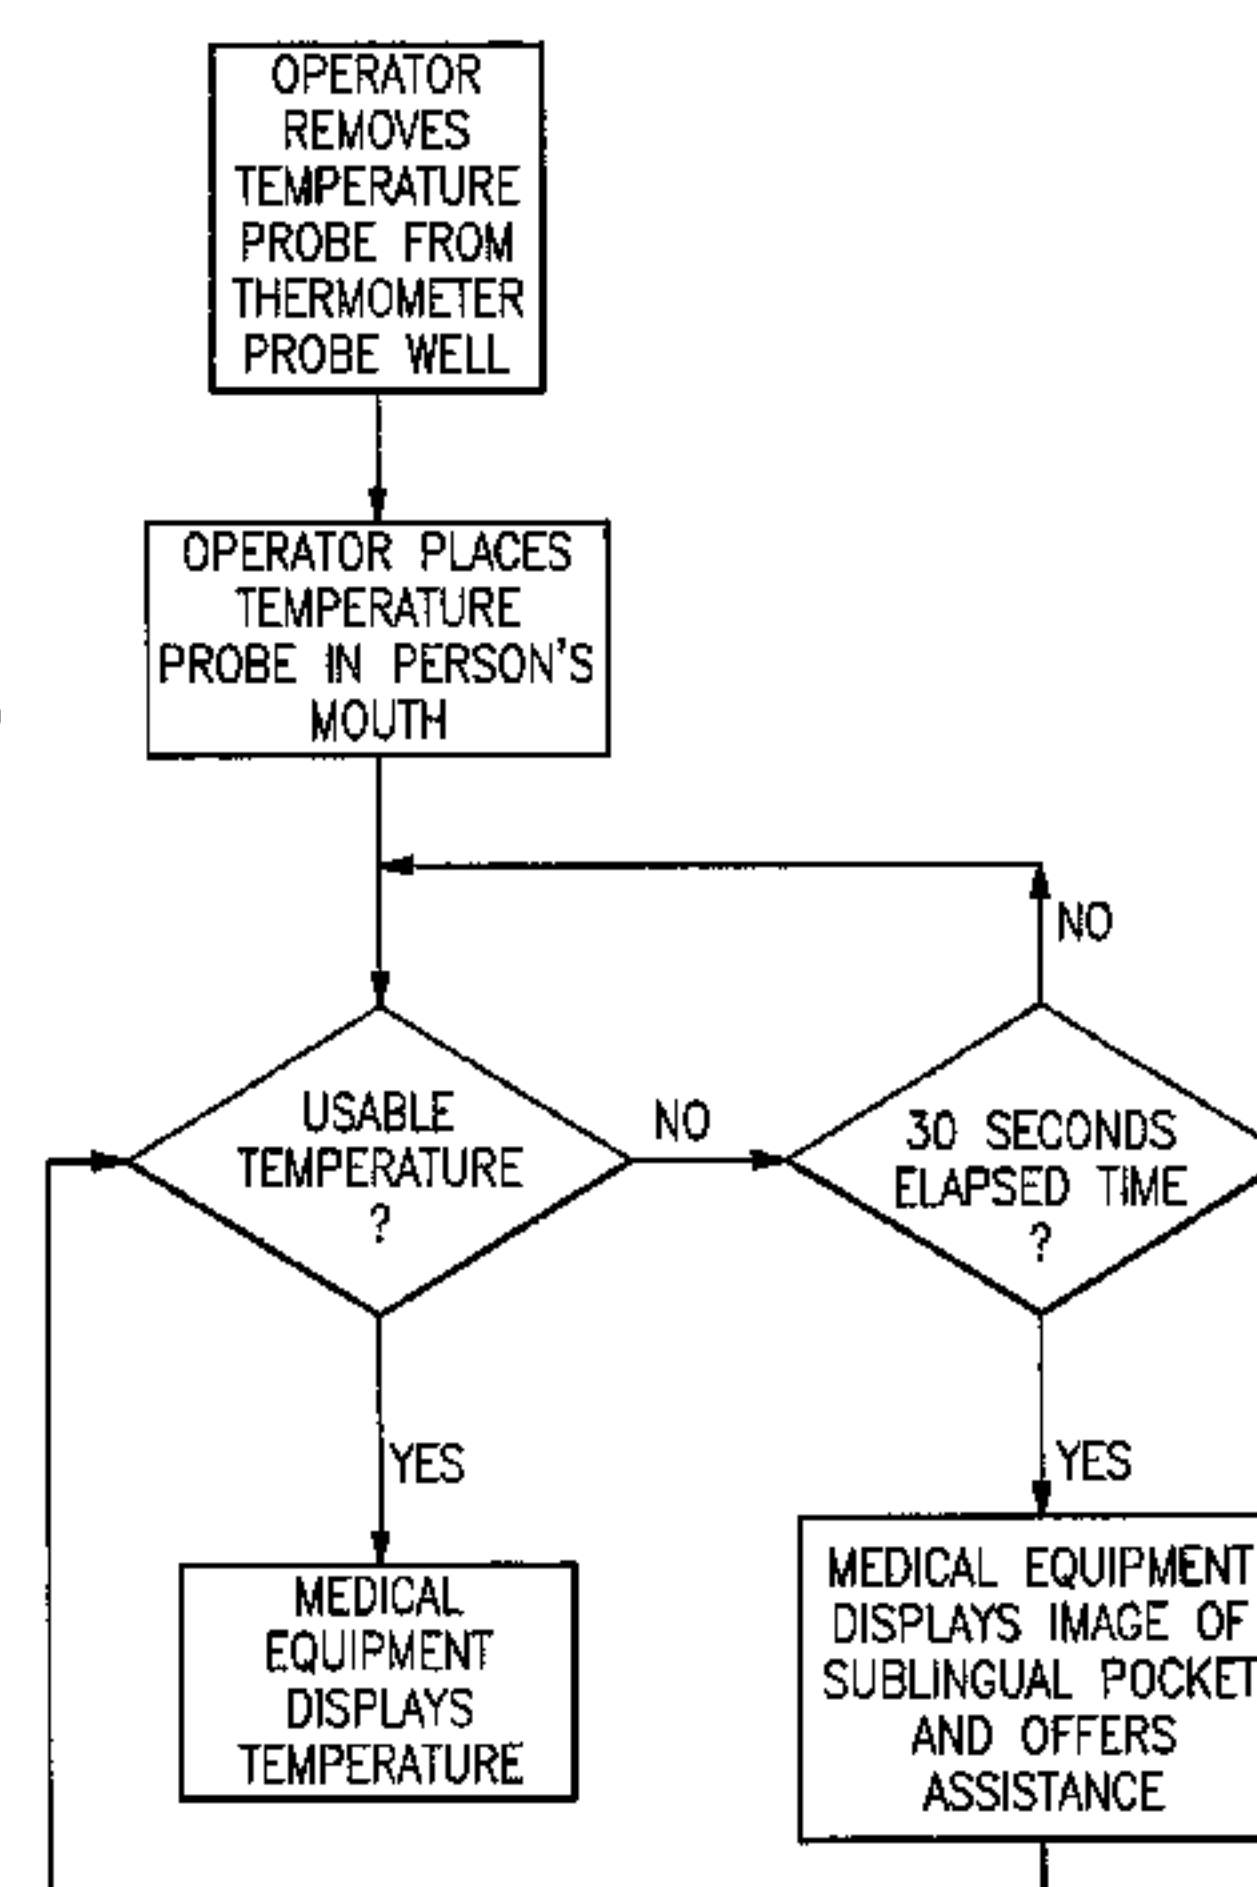 OPERATOR
REMOVES
TEMPERATURE
PROBE FROM
THERMOMETER
PROBE WELL
OPERATOR PLACES
TEMPERATURE
PROBE IN PERSON'S
MOUTH
NO
USABLE
TEMPERATURE
?
NO
30 SECONDS
ELAPSED TIME
?
YES
MEDICAL
EQUIPMENT
DISPLAYS
TEMPERATURE
YES
MEDICAL EQUIPMENT
DISPLAYS IMAGE OF
SUBLINGUAL POCKET
AND OFFERS
ASSISTANCE